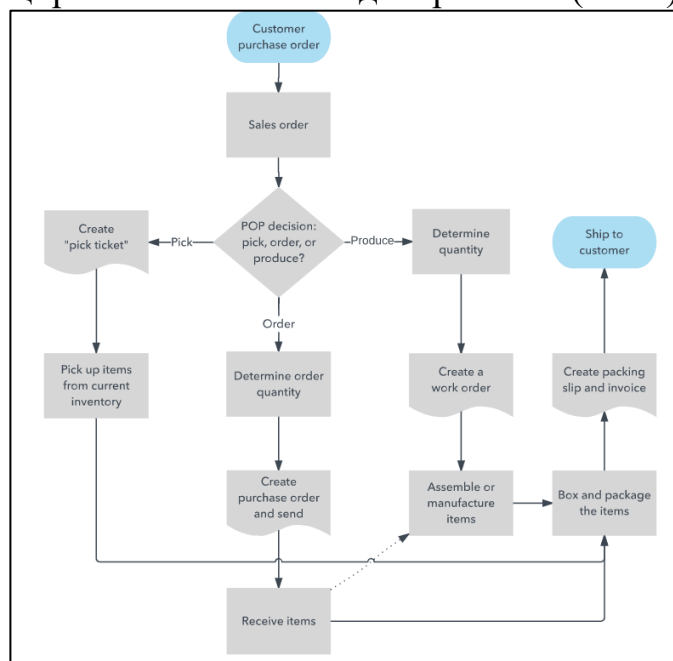 Customer
purchase order
Sales order
POP decision:
pick, order, or
produce?
Pick
Produce
Order
Create
"pick ticket"
Pick up items
from current
inventory
Determine order
quantity
Create
purchase order
and send
Receive items
Determine
quantity
Create a
work order
Assemble or
manufacture
items
Box and package
the items
Create packing
slip and invoice
Ship to
customer